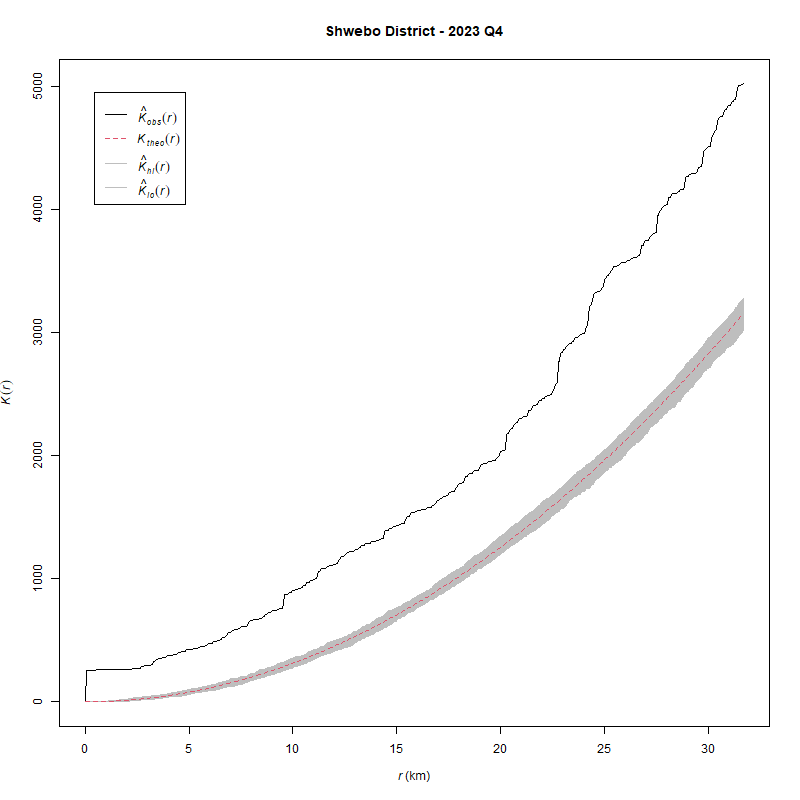 Shwebo District - 2023 Q4
K̂obs(r)
Ktheo(r)
K̂hi(r)
K̂lo(r)
K(r)
5000
4000
3000
2000
1000
0
0 5 10 15 20 25 30
r (km)